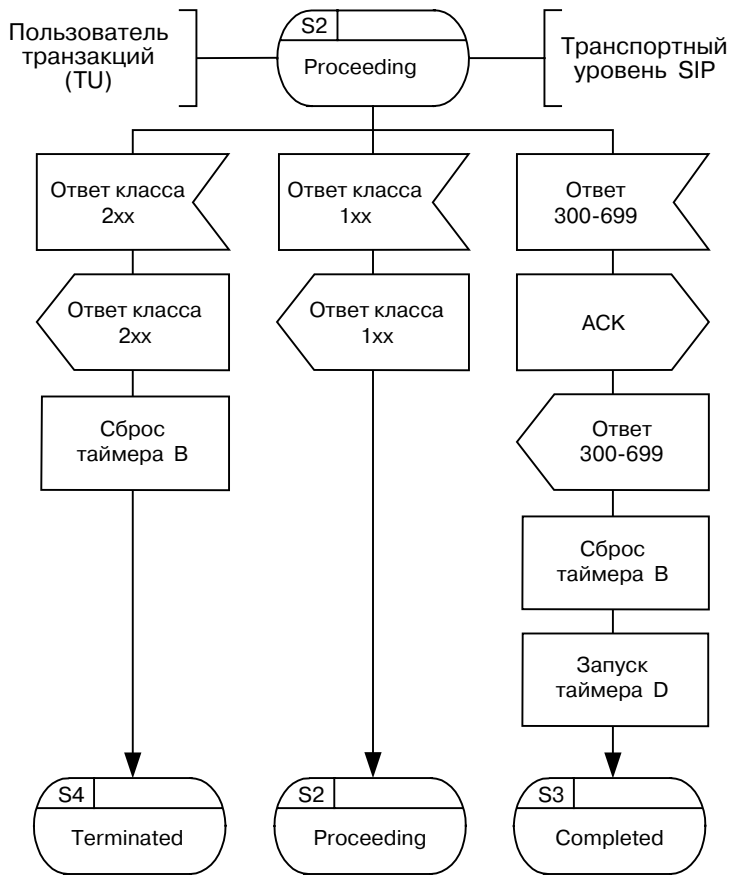 Пользователь
транзакций
(TU)
S2
Proceeding
Транспортный
уровень SIP
Ответ класса
2xx
Ответ класса
1xx
Ответ
300-699
Ответ класса
2xx
Ответ класса
1xx
ACK
Сброс
таймера B
Ответ
300-699
Сброс
таймера B
Запуск
таймера D
S4
Terminated
S2
Proceeding
S3
Completed